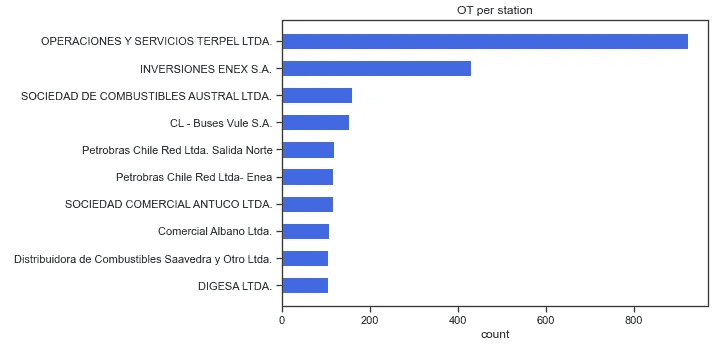 OT per station
OPERACIONES Y SERVICIOS TERPEL LTDA.
INVERSIONES ENEX S.A.
SOCIEDAD DE COMBUSTIBLES AUSTRAL LTDA.
CL - Buses Vule S.A.
Petrobras Chile Red Ltda. Salida Norte
Petrobras Chile Red Ltda- Enea
SOCIEDAD COMERCIAL ANTUCO LTDA.
Comercial Albano Ltda.
Distribuidora de Combustibles Saavedra y Otro Ltda.
DIGESA LTDA.
0 200 400 600 800
count